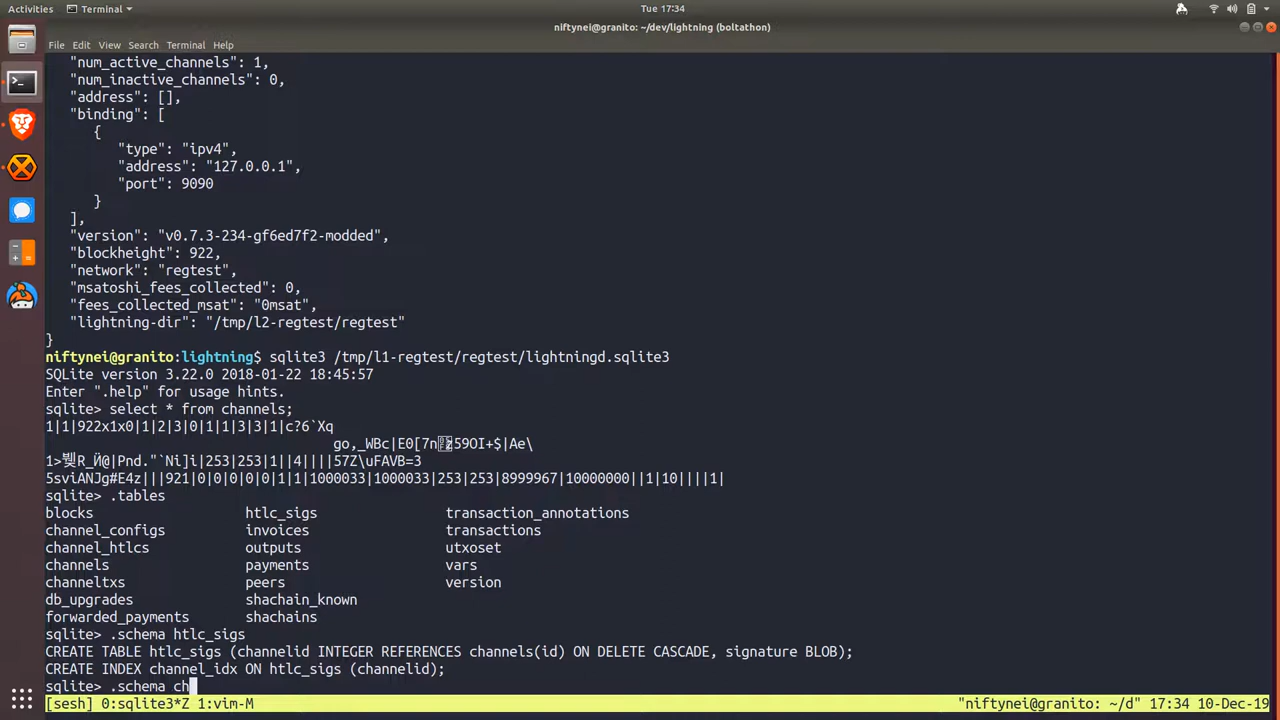 Activities Terminal Tue 17:34
niftynei@granito: ~/dev/lightning (boltathon)
File Edit View Search Terminal Help
"num_active_channels": 1,
"num_inactive_channels": 0,
"address": [],
"binding": [
{
"type": "ipv4",
"address": "127.0.0.1",
"port": 9090
}
],
"version": "v0.7.3-234-gf6ed7f2-modded",
"blockheight": 922,
"network": "regtest",
"msatoshi_fees_collected": 0,
"fees_collected_msat": "0msat",
"lightning-dir": "/tmp/l2-regtest/regtest"
}
niftynei@granito:lightning$ sqlite3 /tmp/l1-regtest/regtest/lightningd.sqlite3
SQLite version 3.22.0 2018-01-22 18:45:57
Enter ".help" for usage hints.
sqlite> select * from channels;
1|1|922x1x0|1|2|3|0|1|1|3|3|1|c?6`Xq
go,_WBc|E0[7nz59OI+$|Ae\
R_Й@|Pnd."`Ni]i|253|253|1||4||||57Z\uFAVB=3
5sviANJg#E4z|||921|0|0|0|0|0|1|1|1000033|1000033|253|253|8999967|10000000||1|10||||1|
sqlite> .tables
blocks htlc_sigs transaction_annotations
channel_configs invoices transactions
channel_htlcs outputs utxoset
channels payments vars
channeltxs peers version
db_upgrades shachain_known
forwarded_payments shachains
sqlite> .schema htlc_sigs
CREATE TABLE htlc_sigs (channelid INTEGER REFERENCES channels(id) ON DELETE CASCADE, signature BLOB);
CREATE INDEX channel_idx ON htlc_sigs (channelid);
sqlite> .schema ch
[sesh] 0:sqlite3*Z 1:vim-M "niftynei@granito: ~/d" 17:34 10-Dec-19